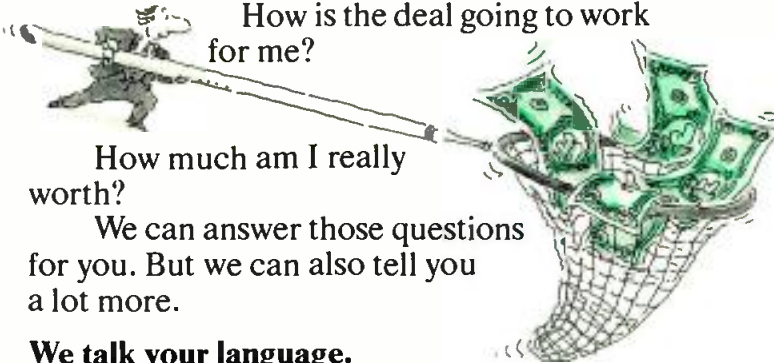 How is the deal going to work
for me?
How much am I really
worth?
We can answer those questions
for you. But we can also tell you
a lot more.
We talk your language.